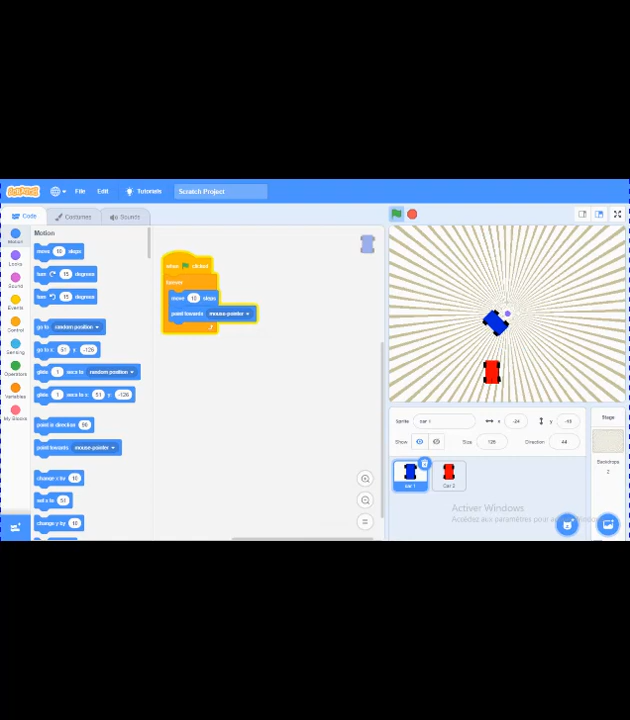 SCRATCH File Edit Tutorials Scratch Project
Code Costumes Sounds
Motion
Motion
Looks
Sound
Events
Control
Sensing
Operators
Variables
My Blocks
move 10 steps
turn 15 degrees
turn 15 degrees
go to random position
go to x: 51 y: -126
glide 1 secs to random position
glide 1 secs to x: 51 y: -126
point in direction 90
point towards mouse-pointer
change x by 10
set x to 51
change y by 10
when clicked
forever
move 10 steps
point towards mouse-pointer
Sprite car 1 x -24 y
Show Size Direction 44
car 1 Car 2
Stage
Backdrops
2
Activer Windows
Accédez aux paramètres pour